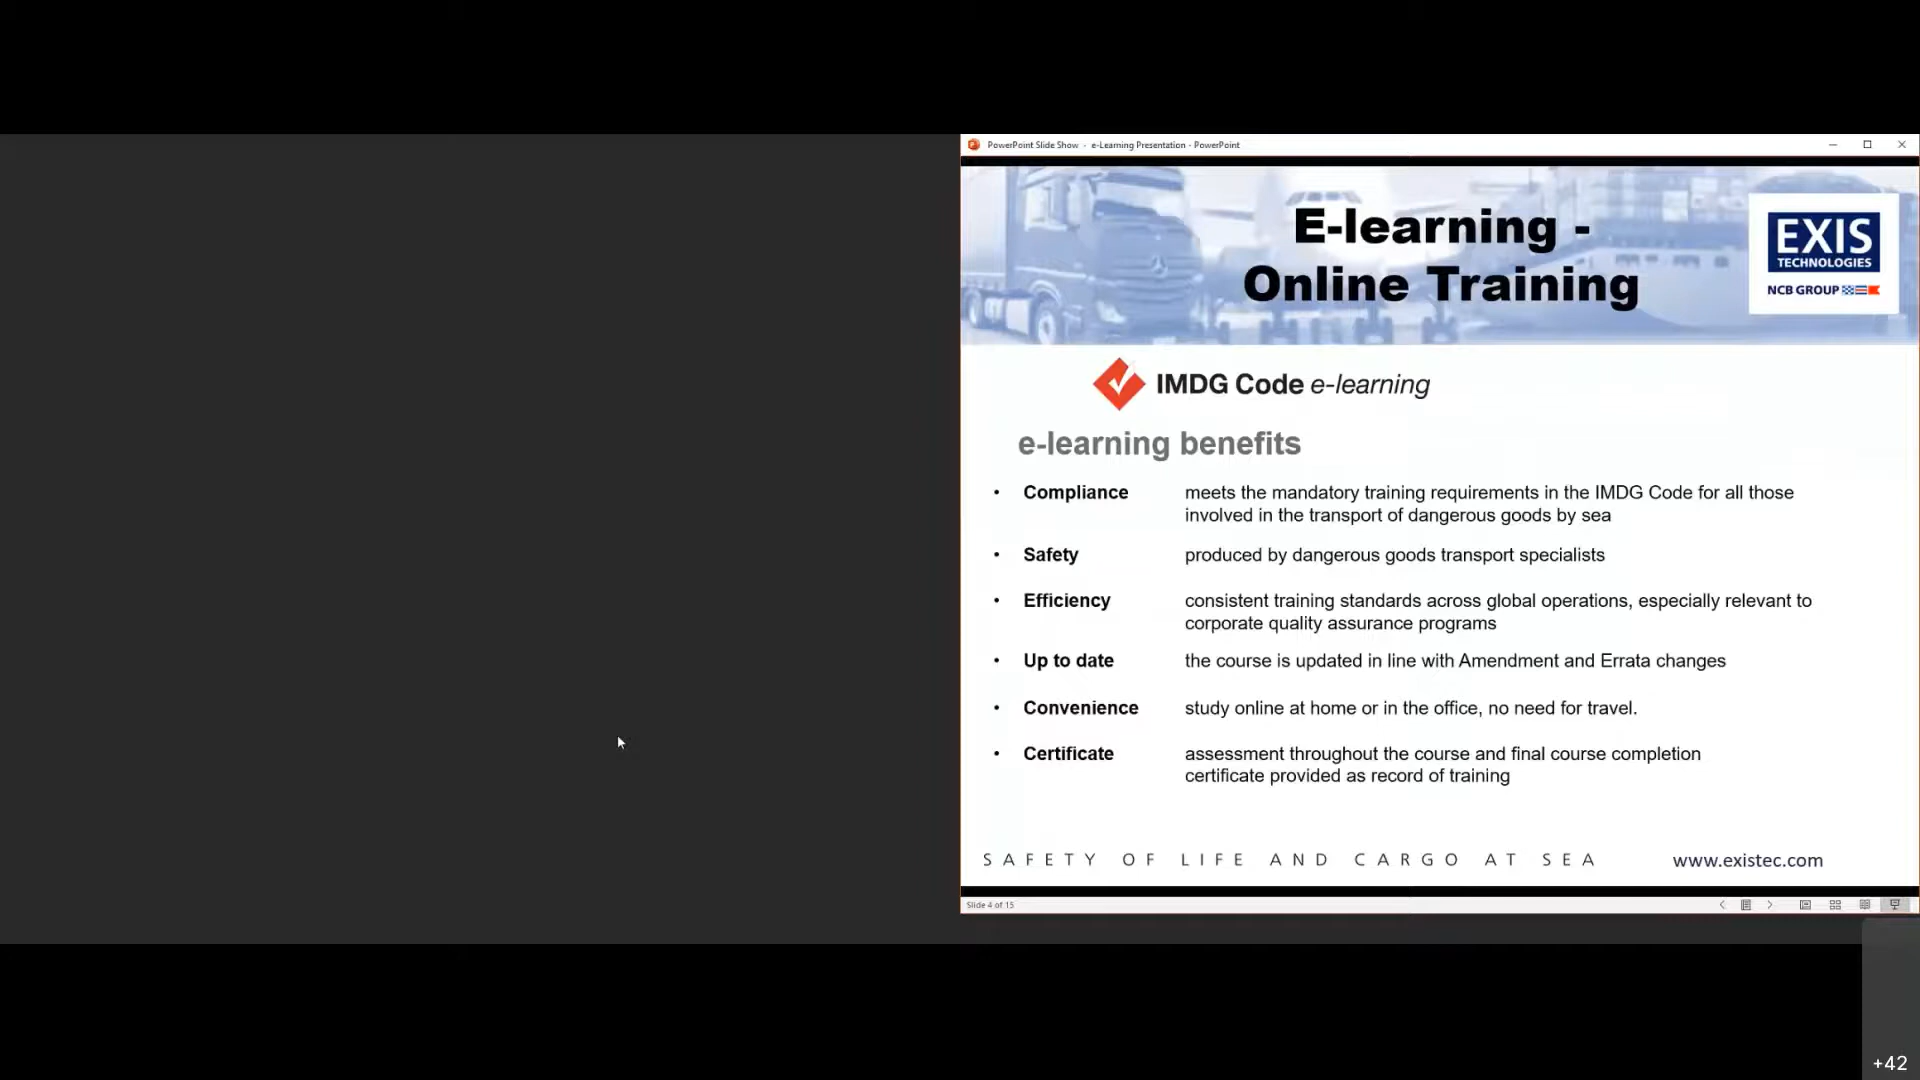 PowerPoint Slide Show - e-Learning Presentation - PowerPoint
E-learning -
Online Training
EXIS
TECHNOLOGIES
NCB GROUP
IMDG Code e-learning
e-learning benefits
• Compliance meets the mandatory training requirements in the IMDG Code for all those
involved in the transport of dangerous goods by sea
• Safety produced by dangerous goods transport specialists
• Efficiency consistent training standards across global operations, especially relevant to
corporate quality assurance programs
• Up to date the course is updated in line with Amendment and Errata changes
• Convenience study online at home or in the office, no need for travel.
• Certificate assessment throughout the course and final course completion
certificate provided as record of training
SAFETY OF LIFE AND CARGO AT SEA www.existec.com
Slide 4 of 15
+42